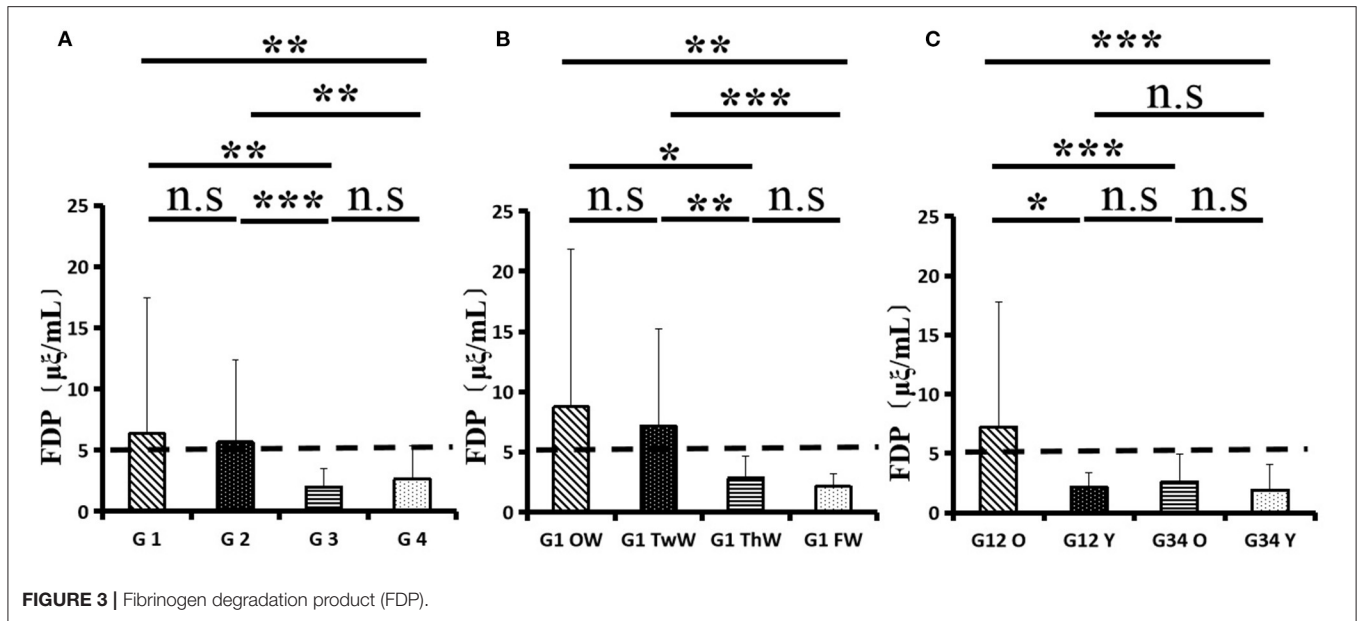 A
B
C
**
**
***
**
***
n.s
**
*
***
n.s
***
n.s
n.s
**
n.s
*
n.s
n.s
25
20
15
10
5
0
FDP (μξ/mL)
G 1 G 2 G 3 G 4
25
20
15
10
5
0
FDP (μξ/mL)
G1 OW G1 TwW G1 ThW G1 FW
25
20
15
10
5
0
FDP (μξ/mL)
G12 O G12 Y G34 O G34 Y
FIGURE 3 | Fibrinogen degradation product (FDP).